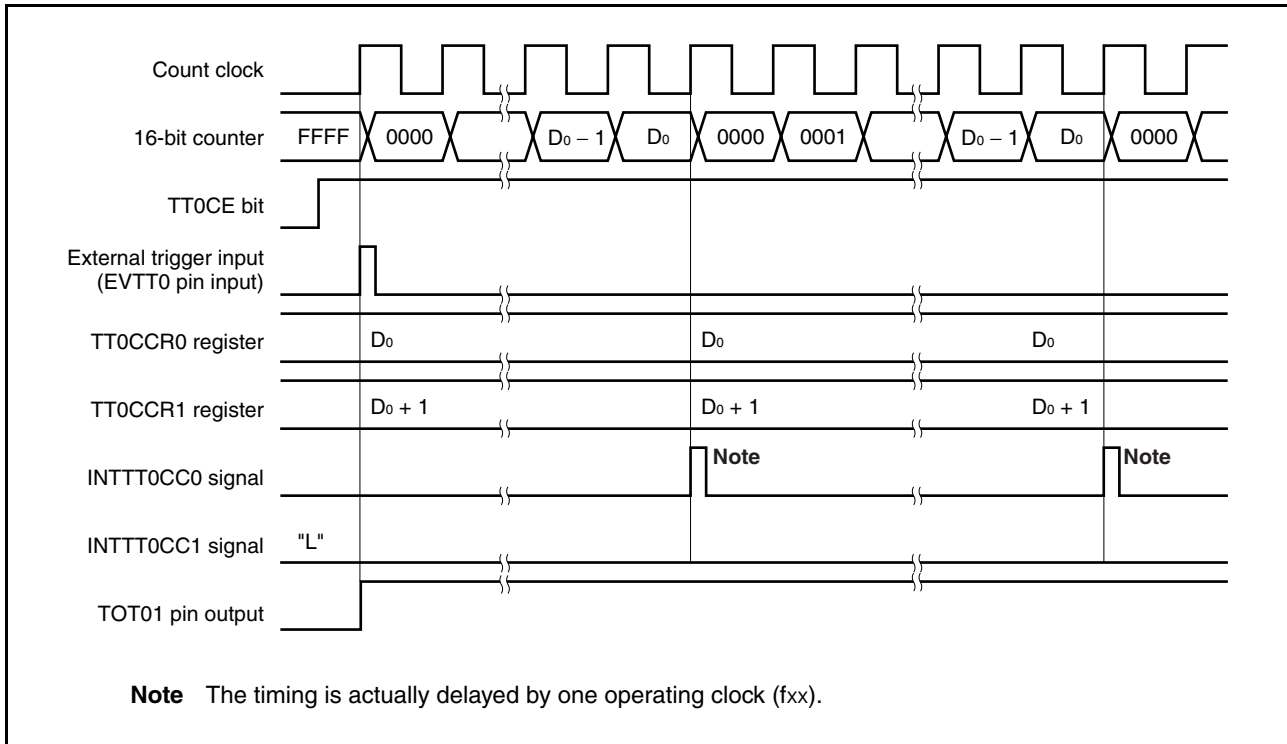 Count clock
16-bit counter FFFF 0000 D0 − 1 D0 0000 0001 D0 − 1 D0 0000
TT0CE bit
External trigger input
(EVTT0 pin input)
TT0CCR0 register D0 D0 D0
TT0CCR1 register D0 + 1 D0 + 1 D0 + 1
INTTT0CC0 signal Note Note
INTTT0CC1 signal "L"
TOT01 pin output
Note The timing is actually delayed by one operating clock (fxx).